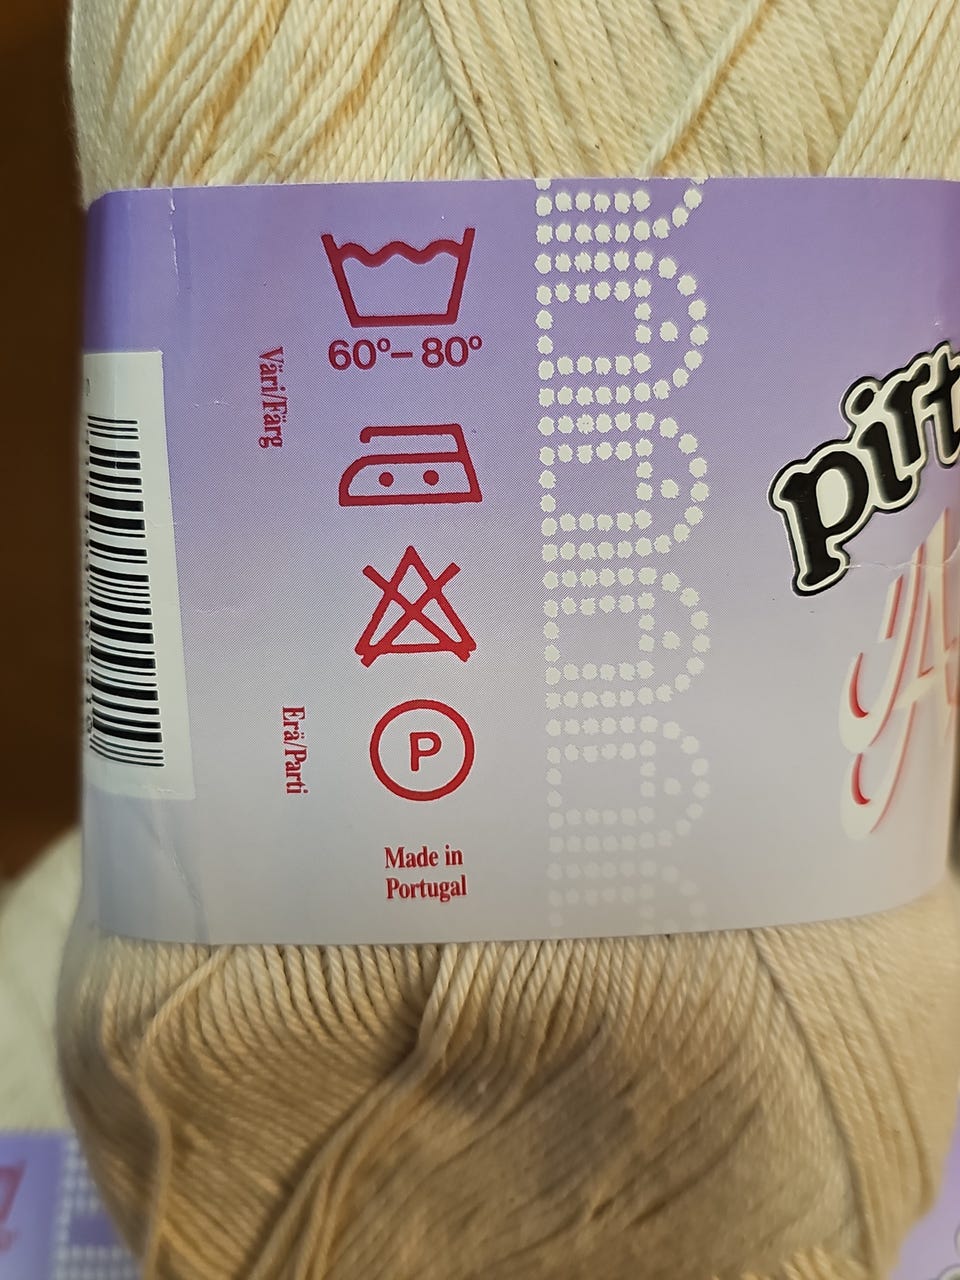 60°–80°
Väri/Färg
P
Erä/Parti
Made in
Portugal
pirt